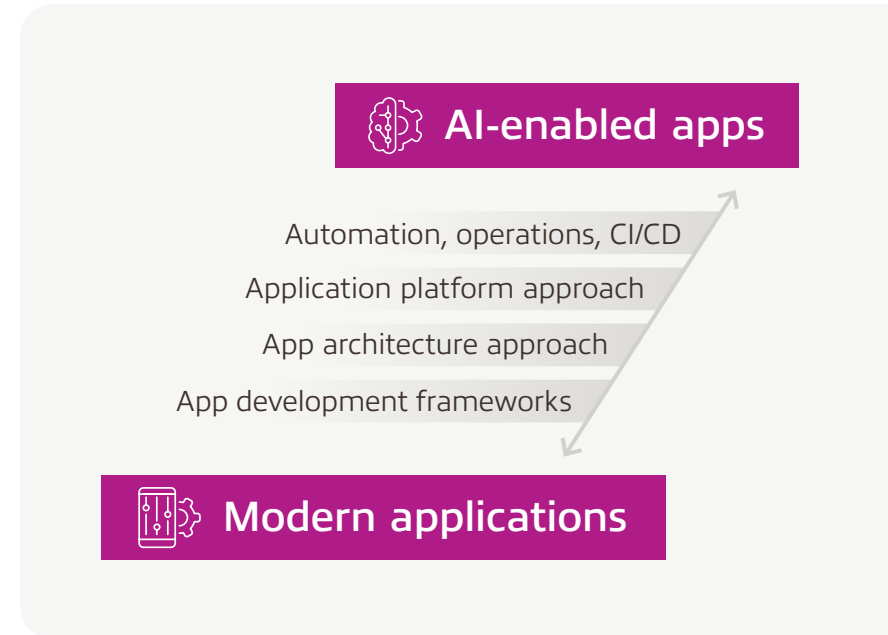 AI-enabled apps
Automation, operations, CI/CD
Application platform approach
App architecture approach
App development frameworks
Modern applications